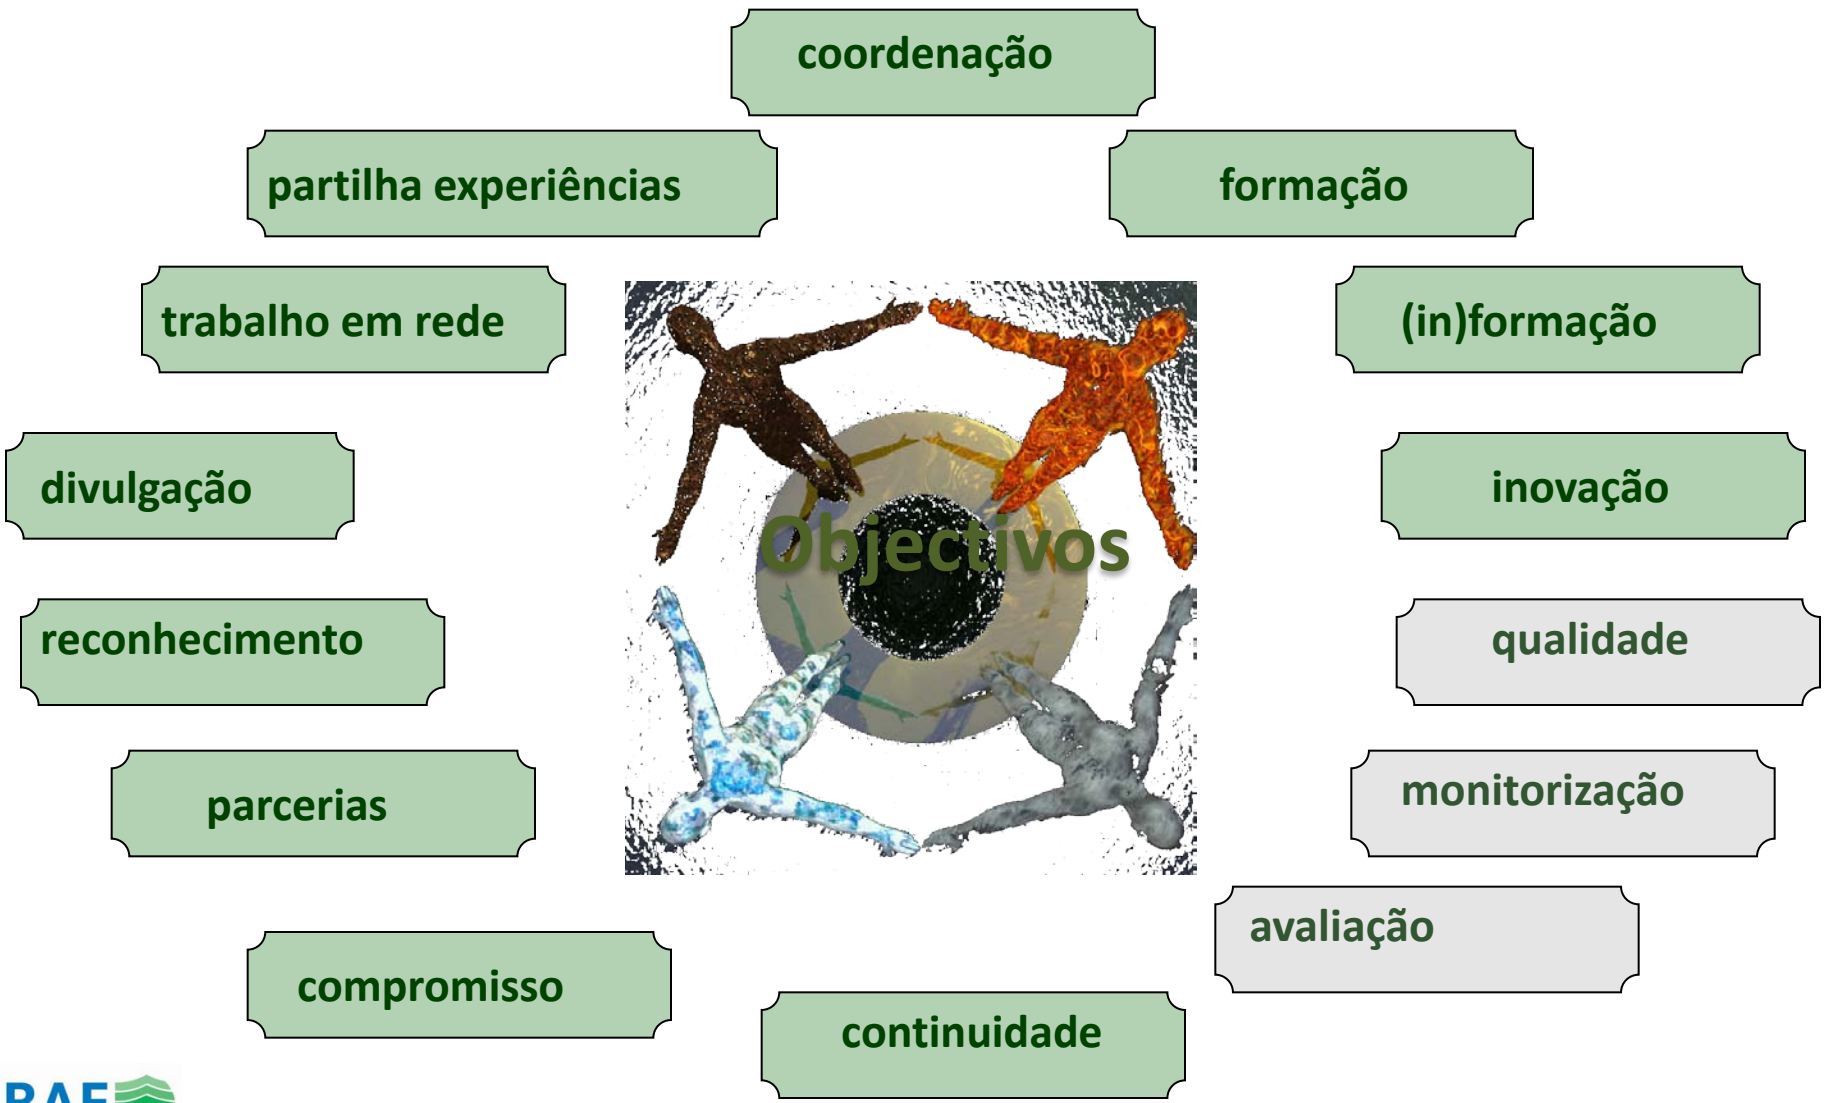 coordenação
partilha experiências
formação
trabalho em rede
(in)formação
divulgação
inovação
Objectivos
reconhecimento
qualidade
parcerias
monitorização
avaliação
compromisso
continuidade